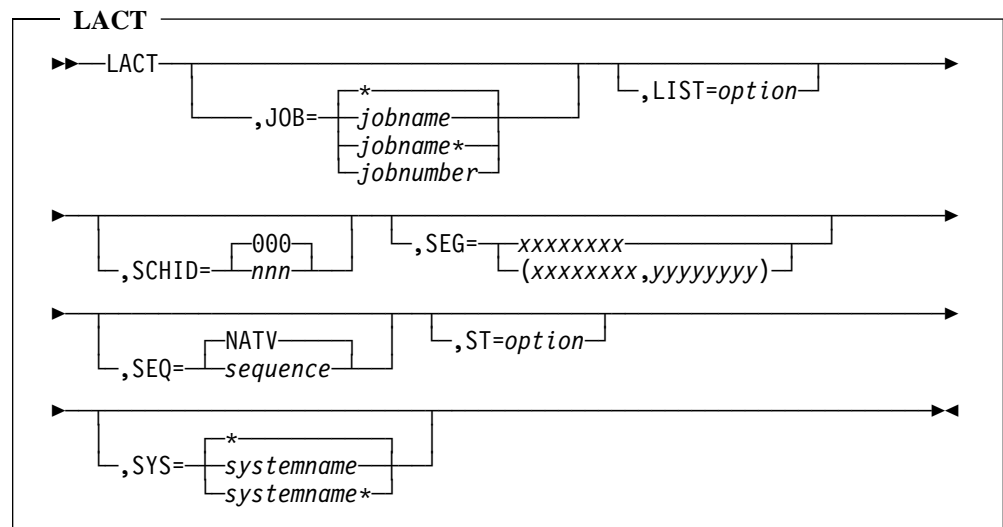 LACT
LACT
,JOB= * ,LIST=option
jobname
jobname*
jobnumber
,SCHID= 000 ,SEG= xxxxxxxx
nnn (xxxxxxxx,yyyyyyyy)
,SEQ= NATV ,ST=option
sequence
,SYS= *
systemname
systemname*